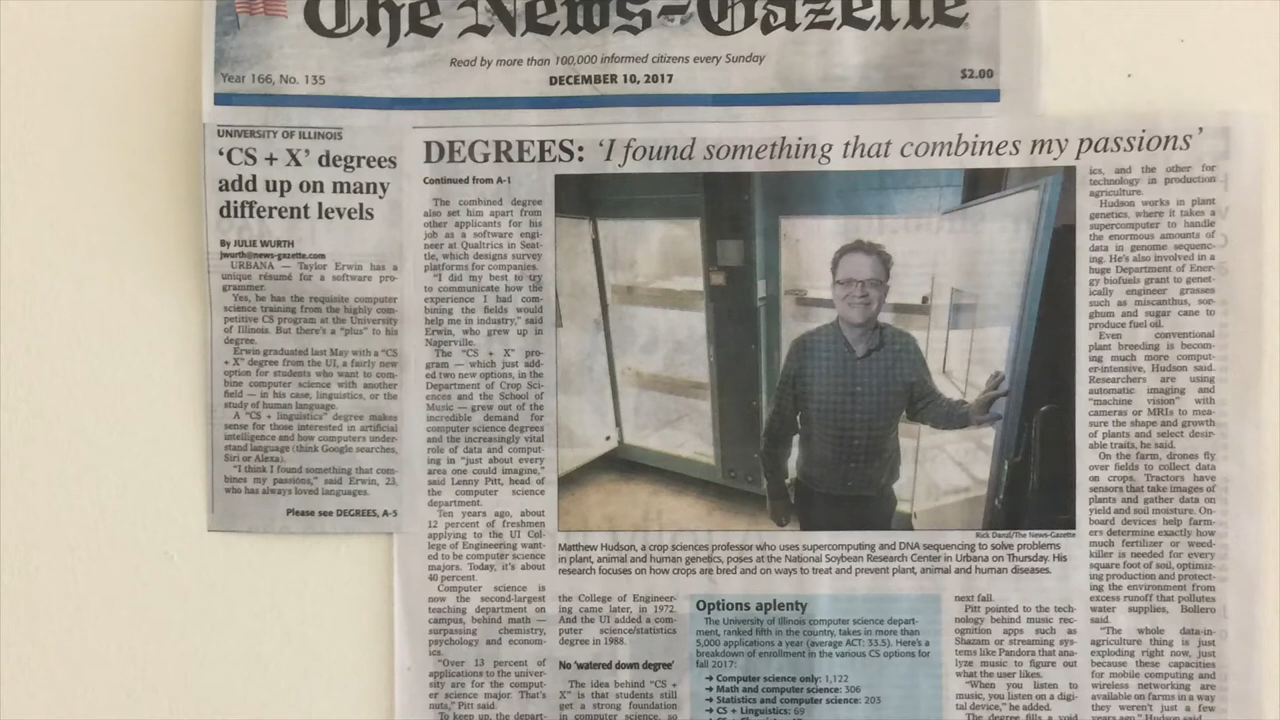 The News-Gazette
Read by more than 100,000 informed citizens every Sunday
Year 166, No. 135
DECEMBER 10, 2017
$2.00
UNIVERSITY OF ILLINOIS
‘CS + X’ degrees
add up on many
different levels
By JULIE WURTH
jwurth@news-gazette.com
URBANA — Taylor Erwin has a
unique résumé for a software pro-
grammer.
Yes, he has the requisite computer
science training from the highly com-
petitive CS program at the University
of Illinois. But there’s a “plus” to his
degree.
Erwin graduated last May with a “CS
+ X” degree from the UI, a fairly new
option for students who want to com-
bine computer science with another
field — in his case, linguistics, or the
study of human language.
A “CS + linguistics” degree makes
sense for those interested in artificial
intelligence and how computers under-
stand language (think Google searches,
Siri or Alexa).
“I think I found something that com-
bines my passions,” said Erwin, 23,
who has always loved languages.
Please see DEGREES, A-5
DEGREES: ‘I found something that combines my passions’
Continued from A-1
The combined degree
also set him apart from
other applicants for his
job as a software engi-
neer at Qualtrics in Seat-
tle, which designs survey
platforms for companies.
“I did my best to try
to communicate how the
experience I had com-
bining the fields would
help me in industry,” said
Erwin, who grew up in
Naperville.
The “CS + X” pro-
gram — which just add-
ed two new options, in the
Department of Crop Sci-
ences and the School of
Music — grew out of the
incredible demand for
computer science degrees
and the increasingly vital
role of data and comput-
ing in “just about every
area one could imagine,”
said Lenny Pitt, head of
the computer science
department.
Ten years ago, about
12 percent of freshmen
applying to the UI Col-
lege of Engineering want-
ed to be computer science
majors. Today, it’s about
40 percent.
Computer science is
now the second-largest
teaching department on
campus, behind math —
surpassing chemistry,
psychology and econom-
ics.
“Over 13 percent of
applications to the univer-
sity are for the comput-
er science major. That’s
nuts,” Pitt said.
To keep up, the depart-
Rick Danzl/The News-Gazette
Matthew Hudson, a crop sciences professor who uses supercomputing and DNA sequencing to solve problems
in plant, animal and human genetics, poses at the National Soybean Research Center in Urbana on Thursday. His
research focuses on how crops are bred and on ways to treat and prevent plant, animal and human diseases.
the College of Engineer-
ing came later, in 1972.
And the UI added a com-
puter science/statistics
degree in 1988.
No ‘watered down degree’
The idea behind “CS +
X” is that students still
get a strong foundation
in computer science, so
Options aplenty
The University of Illinois computer science depart-
ment, ranked fifth in the country, takes in more than
5,000 applications a year (average ACT: 33.5). Here’s a
breakdown of enrollment in the various CS options for
fall 2017:
➔ Computer science only: 1,122
➔ Math and computer science: 306
➔ Statistics and computer science: 203
➔ CS + Linguistics: 69
next fall.
Pitt pointed to the tech-
nology behind music rec-
ognition apps such as
Shazam or streaming sys-
tems like Pandora that ana-
lyze music to figure out
what the user likes.
“When you listen to
music, you listen on a digi-
tal device,” he added.
The degree fills a void
ics, and the other for
technology in production
agriculture.
Hudson works in plant
genetics, where it takes a
supercomputer to handle
the enormous amounts of
data in genome sequenc-
ing. He’s also involved in a
huge Department of Ener-
gy biofuels grant to genet-
ically engineer grasses
such as miscanthus, sor-
ghum and sugar cane to
produce fuel oil.
Even conventional
plant breeding is becom-
ing much more comput-
er-intensive, Hudson said.
Researchers are using
automatic imaging and
“machine vision” with
cameras or MRIs to mea-
sure the shape and growth
of plants and select desir-
able traits, he said.
On the farm, drones fly
over fields to collect data
on crops. Tractors have
sensors that take images of
plants and gather data on
yield and soil moisture. On-
board devices help farm-
ers determine exactly how
much fertilizer or weed-
killer is needed for every
square foot of soil, optimiz-
ing production and protect-
ing the environment from
excess runoff that pollutes
water supplies, Bollero
said.
“The whole data-in-
agriculture thing is just
exploding right now, just
because these capacities
for mobile computing and
wireless networking are
available on farms in a way
they weren’t just a few
years ago,” Hudson said.